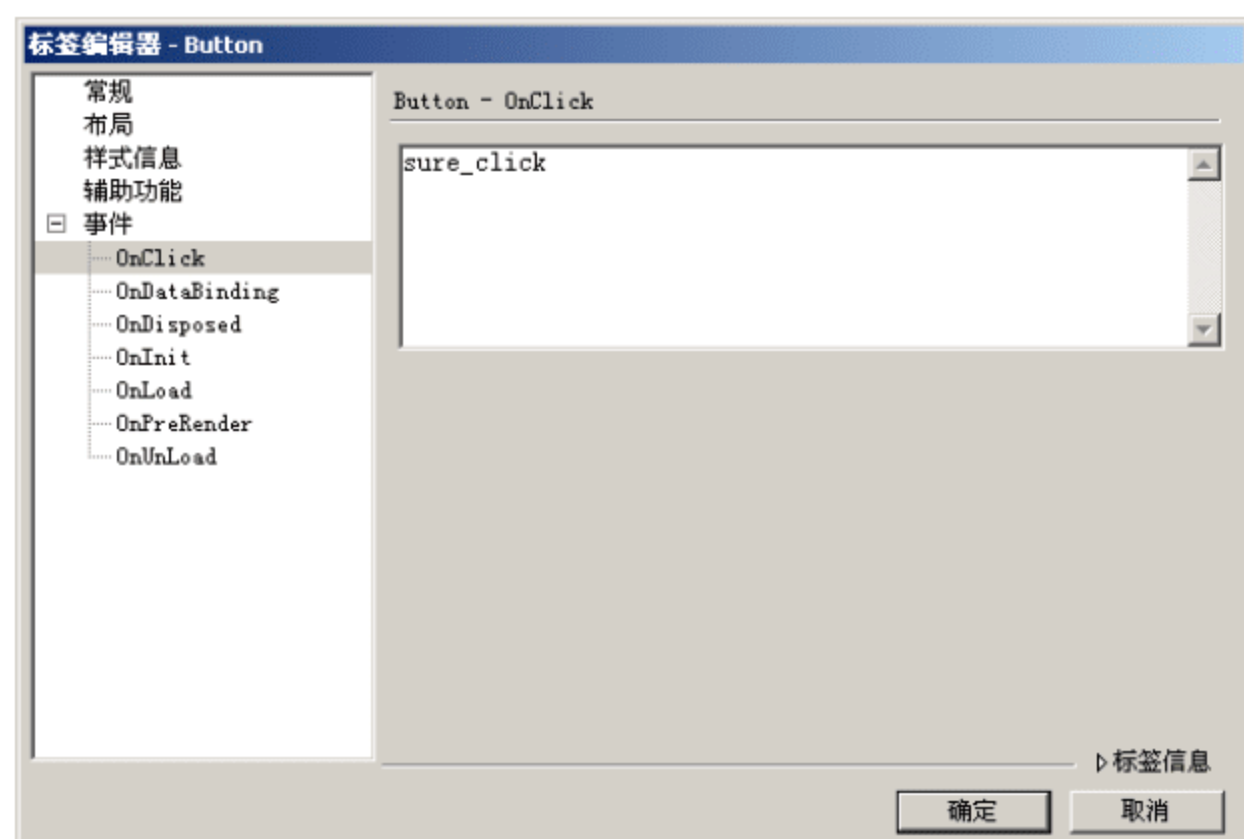 标签编辑器 - Button
常规
布局
样式信息
辅助功能
事件
OnClick
OnDataBinding
OnDisposed
OnInit
OnLoad
OnPreRender
OnUnLoad
Button - OnClick
sure_click
标签信息
确定
取消